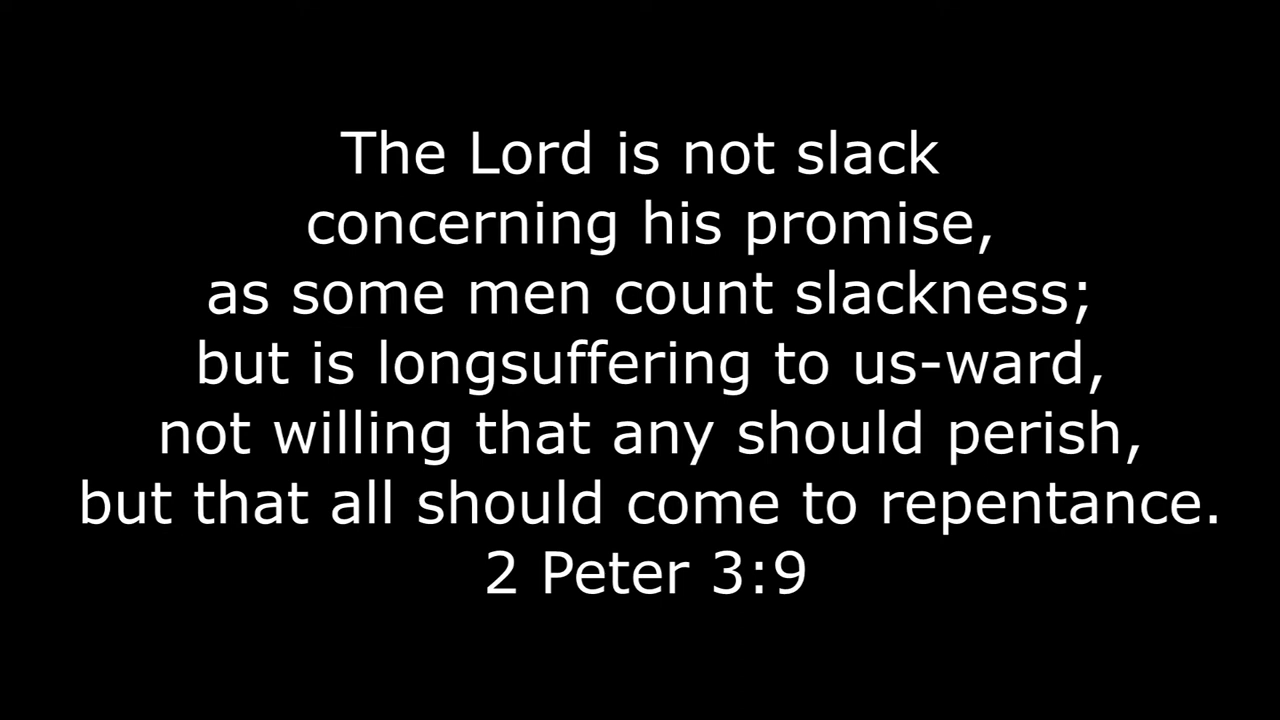 The Lord is not slack
concerning his promise,
as some men count slackness;
but is longsuffering to us-ward,
not willing that any should perish,
but that all should come to repentance.
2 Peter 3:9